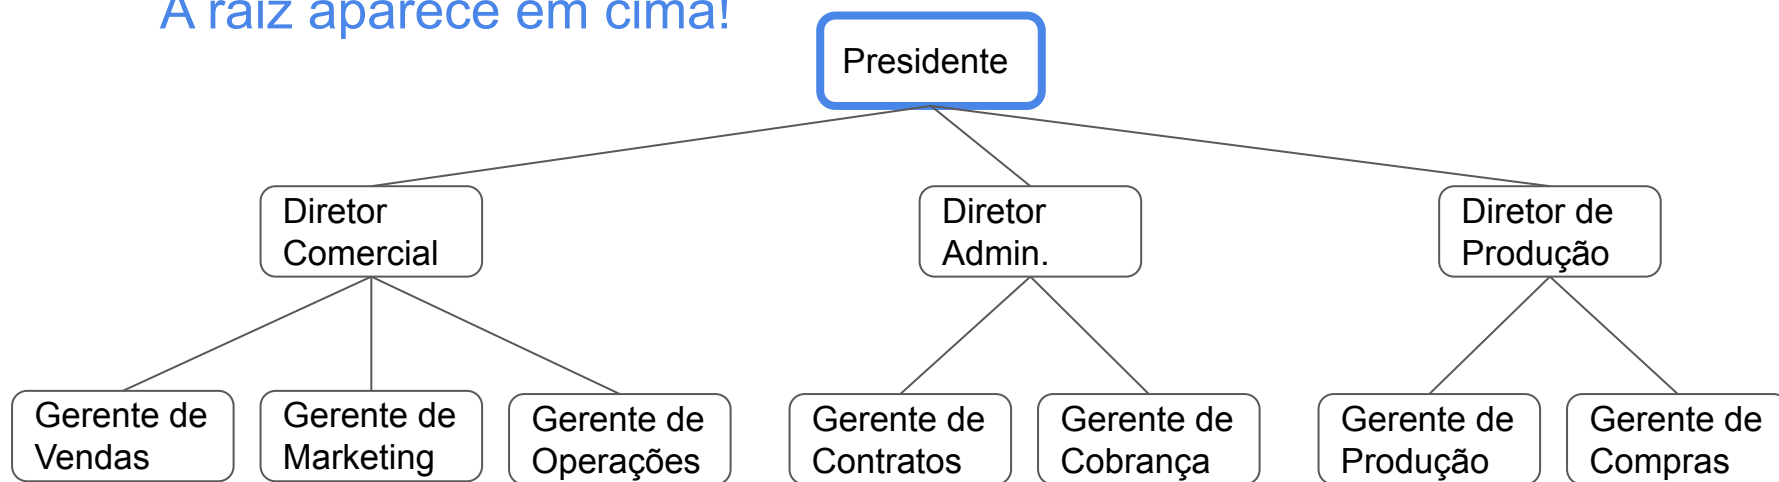 A raiz aparece em cima!
Presidente
Diretor
Comercial
Diretor
Admin.
Diretor de
Produção
Gerente de
Vendas
Gerente de
Marketing
Gerente de
Operações
Gerente de
Contratos
Gerente de
Cobrança
Gerente de
Produção
Gerente de
Compras